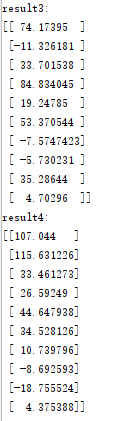 result3:
[[ 74.17395  ]
 [-11.326181 ]
 [ 33.701538 ]
 [ 84.834045 ]
 [ 19.24785  ]
 [ 53.370544 ]
 [ -7.5747423]
 [ -5.730231 ]
 [ 35.28644  ]
 [  4.70296  ]]
result4:
[[107.044   ]
 [115.631226]
 [ 33.461273]
 [ 26.59249 ]
 [ 44.647938]
 [ 34.528126]
 [ 10.739796]
 [ -8.692593]
 [-18.755524]
 [  4.375388]]